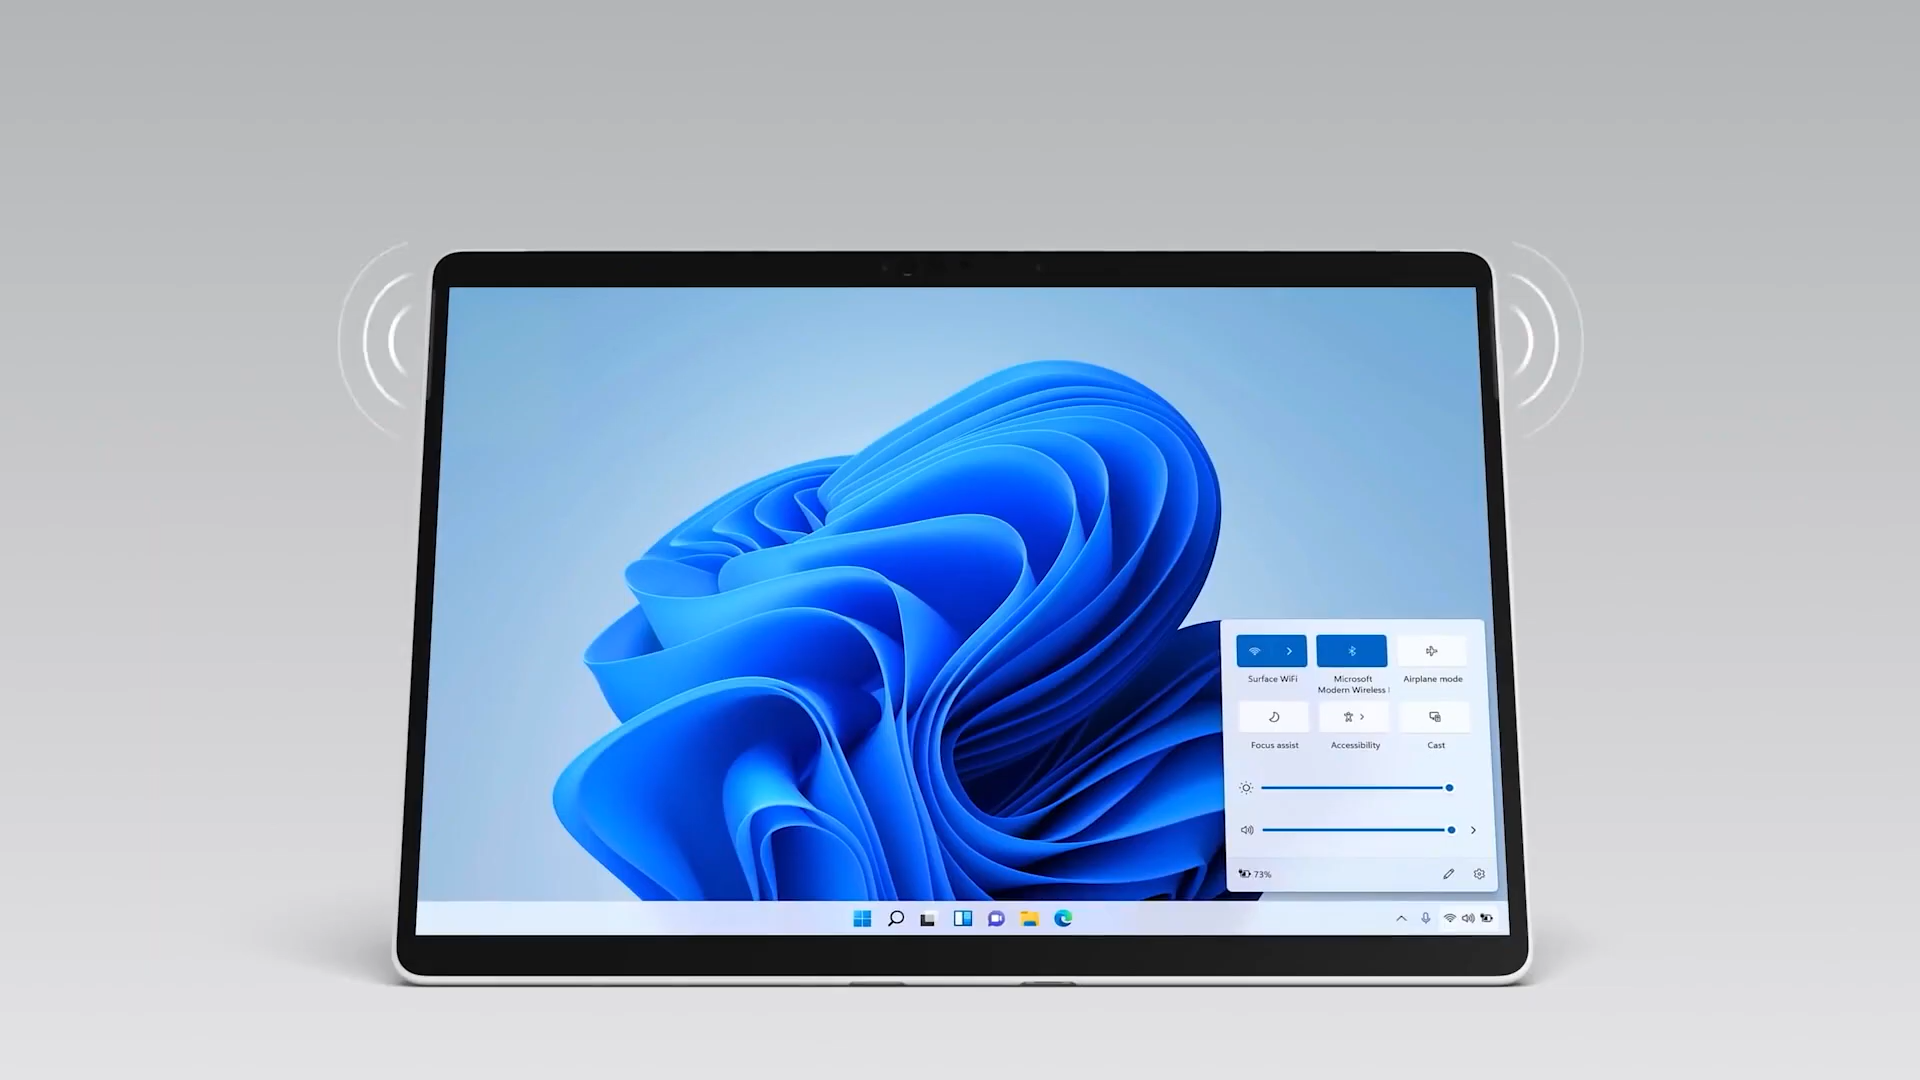 Surface WiFi
Microsoft
Modern Wireless
Airplane mode
Focus assist
Accessibility
Cast
73%